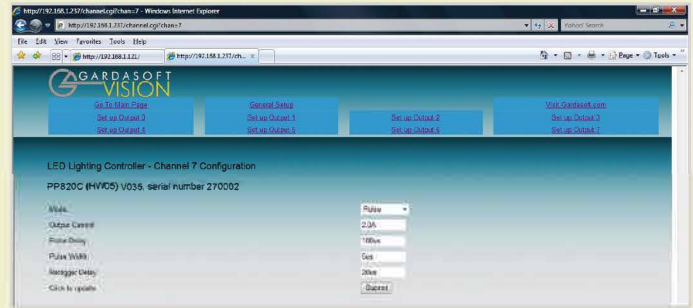 http://192.168.1.237/channel.cgi?chan=7 - Windows Internet Explorer
http://192.168.1.237/channel.cgi?chan=7
Yahoo! Search
File Edit View Favorites Tools Help
http://192.168.1.121/
http://192.168.1.237/ch...
Page
Tools
GARDASOFT
VISION
Go To Main Page
General Setup
Visit Gardasoft.com
Set up Output 0
Set up Output 1
Set up Output 2
Set up Output 3
Set up Output 4
Set up Output 5
Set up Output 6
Set up Output 7
LED Lighting Controller - Channel 7 Configuration
PP820C (HW05) V035, serial number 270002
Mode
Pulse
Output Current
2.0A
Pulse Delay
100us
Pulse Width
5us
Retrigger Delay
20us
Click to update
Submit